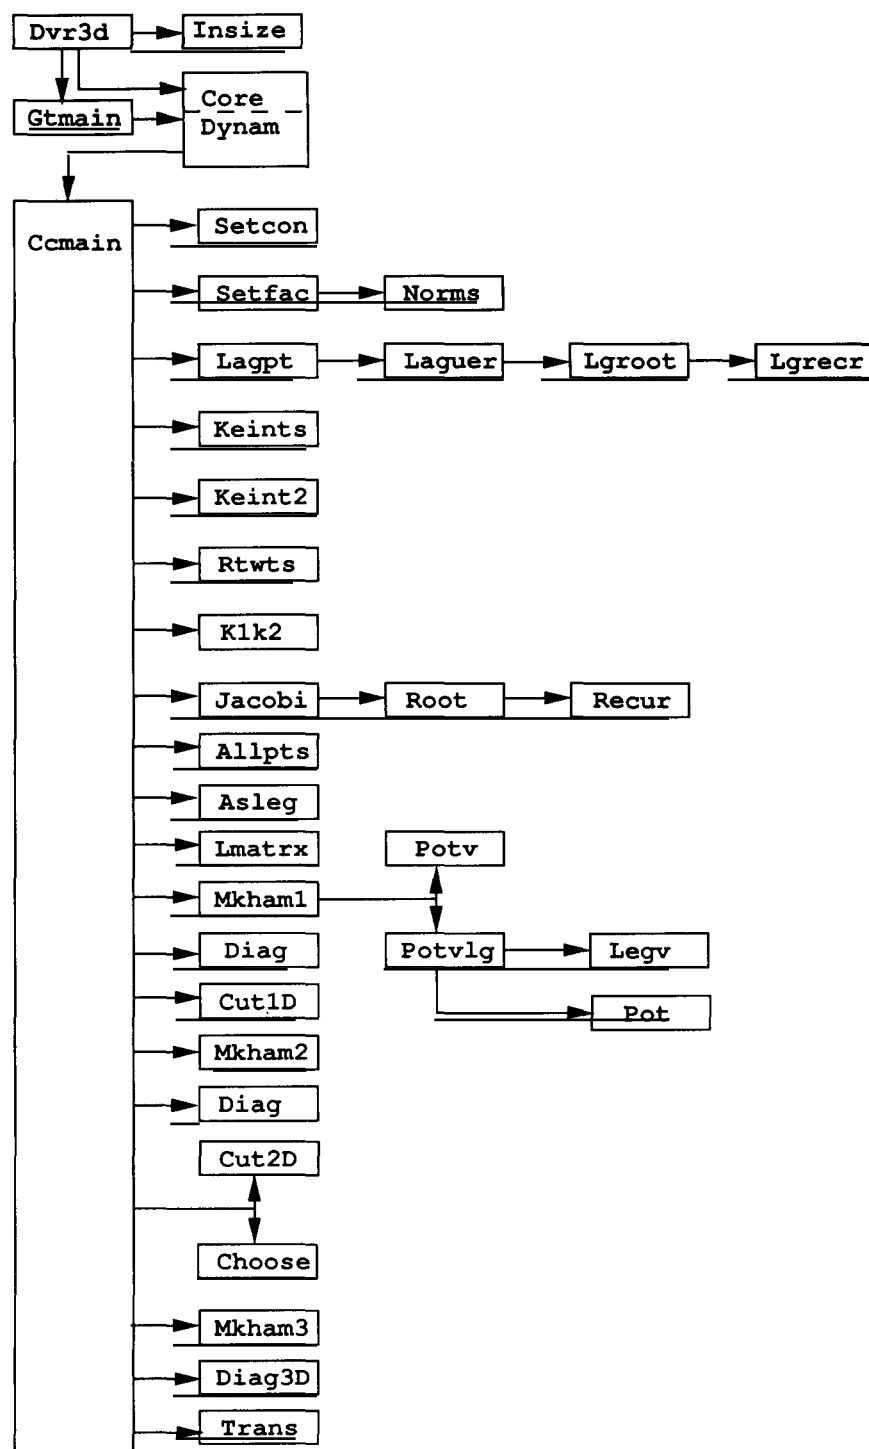 Dvr3d Insize
Core
Gtmain Dynam
Ccmain Setcon
Setfac Norms
Lagpt Laguer Lgroot Lgrecr
Keints
Keint2
Rtwts
K1k2
Jacobi Root Recur
Allpts
Asleg
Lmatrx Potv
Mkham1
Diag Potvlg Legv
Cut1D Pot
Mkham2
Diag
Cut2D
Choose
Mkham3
Diag3D
Trans